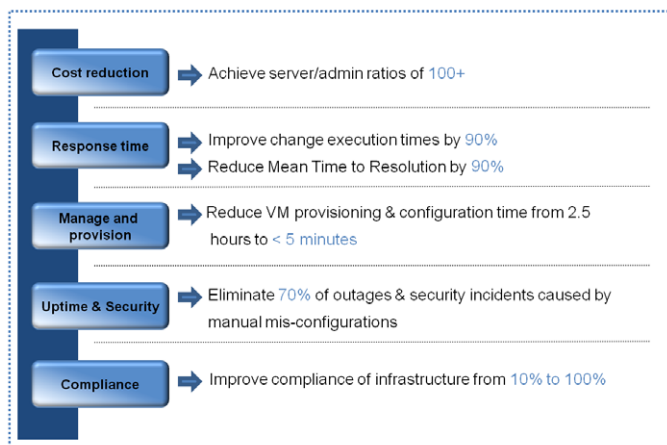 Cost reduction
Achieve server/admin ratios of 100+
Response time
Improve change execution times by 90%
Reduce Mean Time to Resolution by 90%
Manage and
provision
Reduce VM provisioning & configuration time from 2.5
hours to < 5 minutes
Uptime & Security
Eliminate 70% of outages & security incidents caused by
manual mis-configurations
Compliance
Improve compliance of infrastructure from 10% to 100%